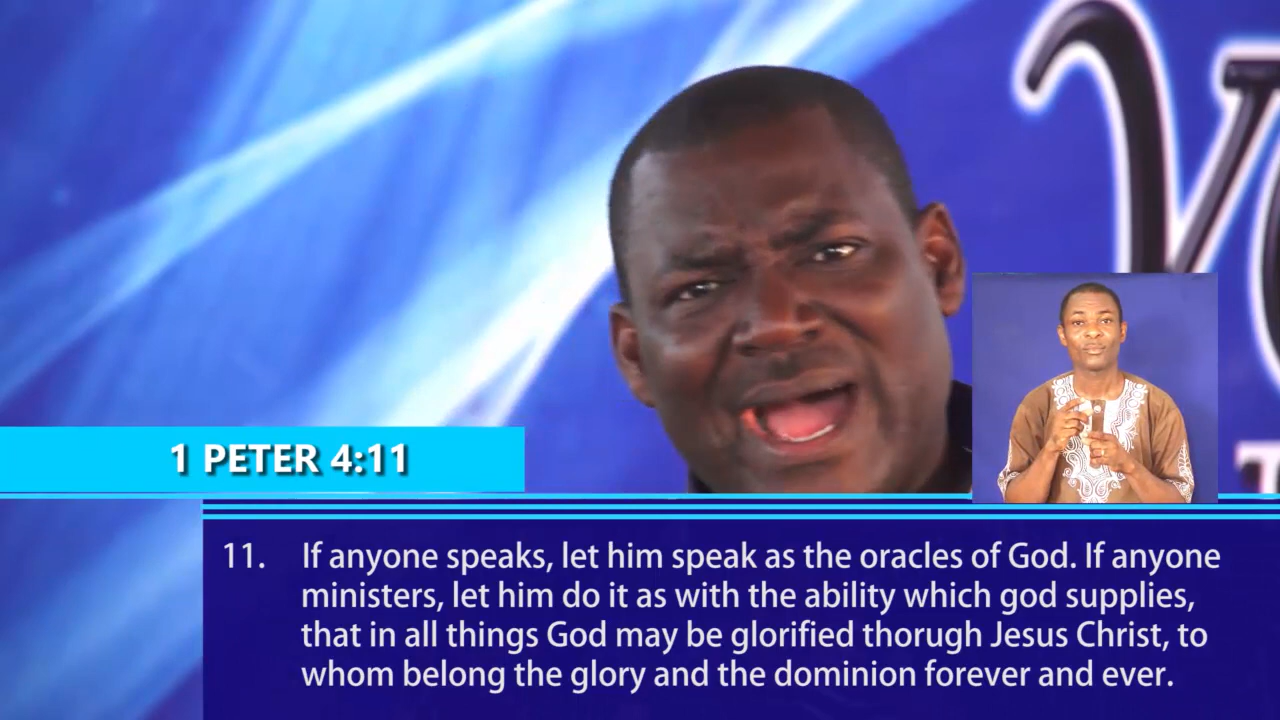 1 PETER 4:11
11. If anyone speaks, let him speak as the oracles of God. If anyone
ministers, let him do it as with the ability which god supplies,
that in all things God may be glorified thorugh Jesus Christ, to
whom belong the glory and the dominion forever and ever.